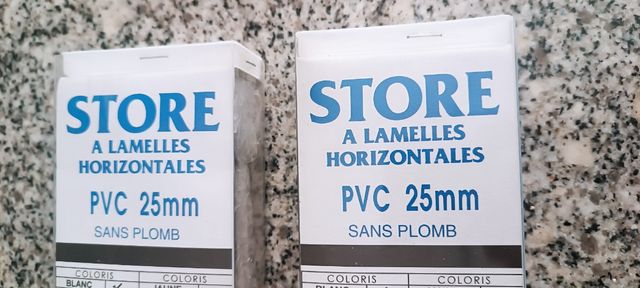 STORE
A LAMELLES
HORIZONTALES
PVC 25mm
SANS PLOMB
COLORIS COLORIS
BLANC JAUNE
STORE
A LAMELLES
HORIZONTALES
PVC 25mm
SANS PLOMB
COLORIS COLORIS
BLANC